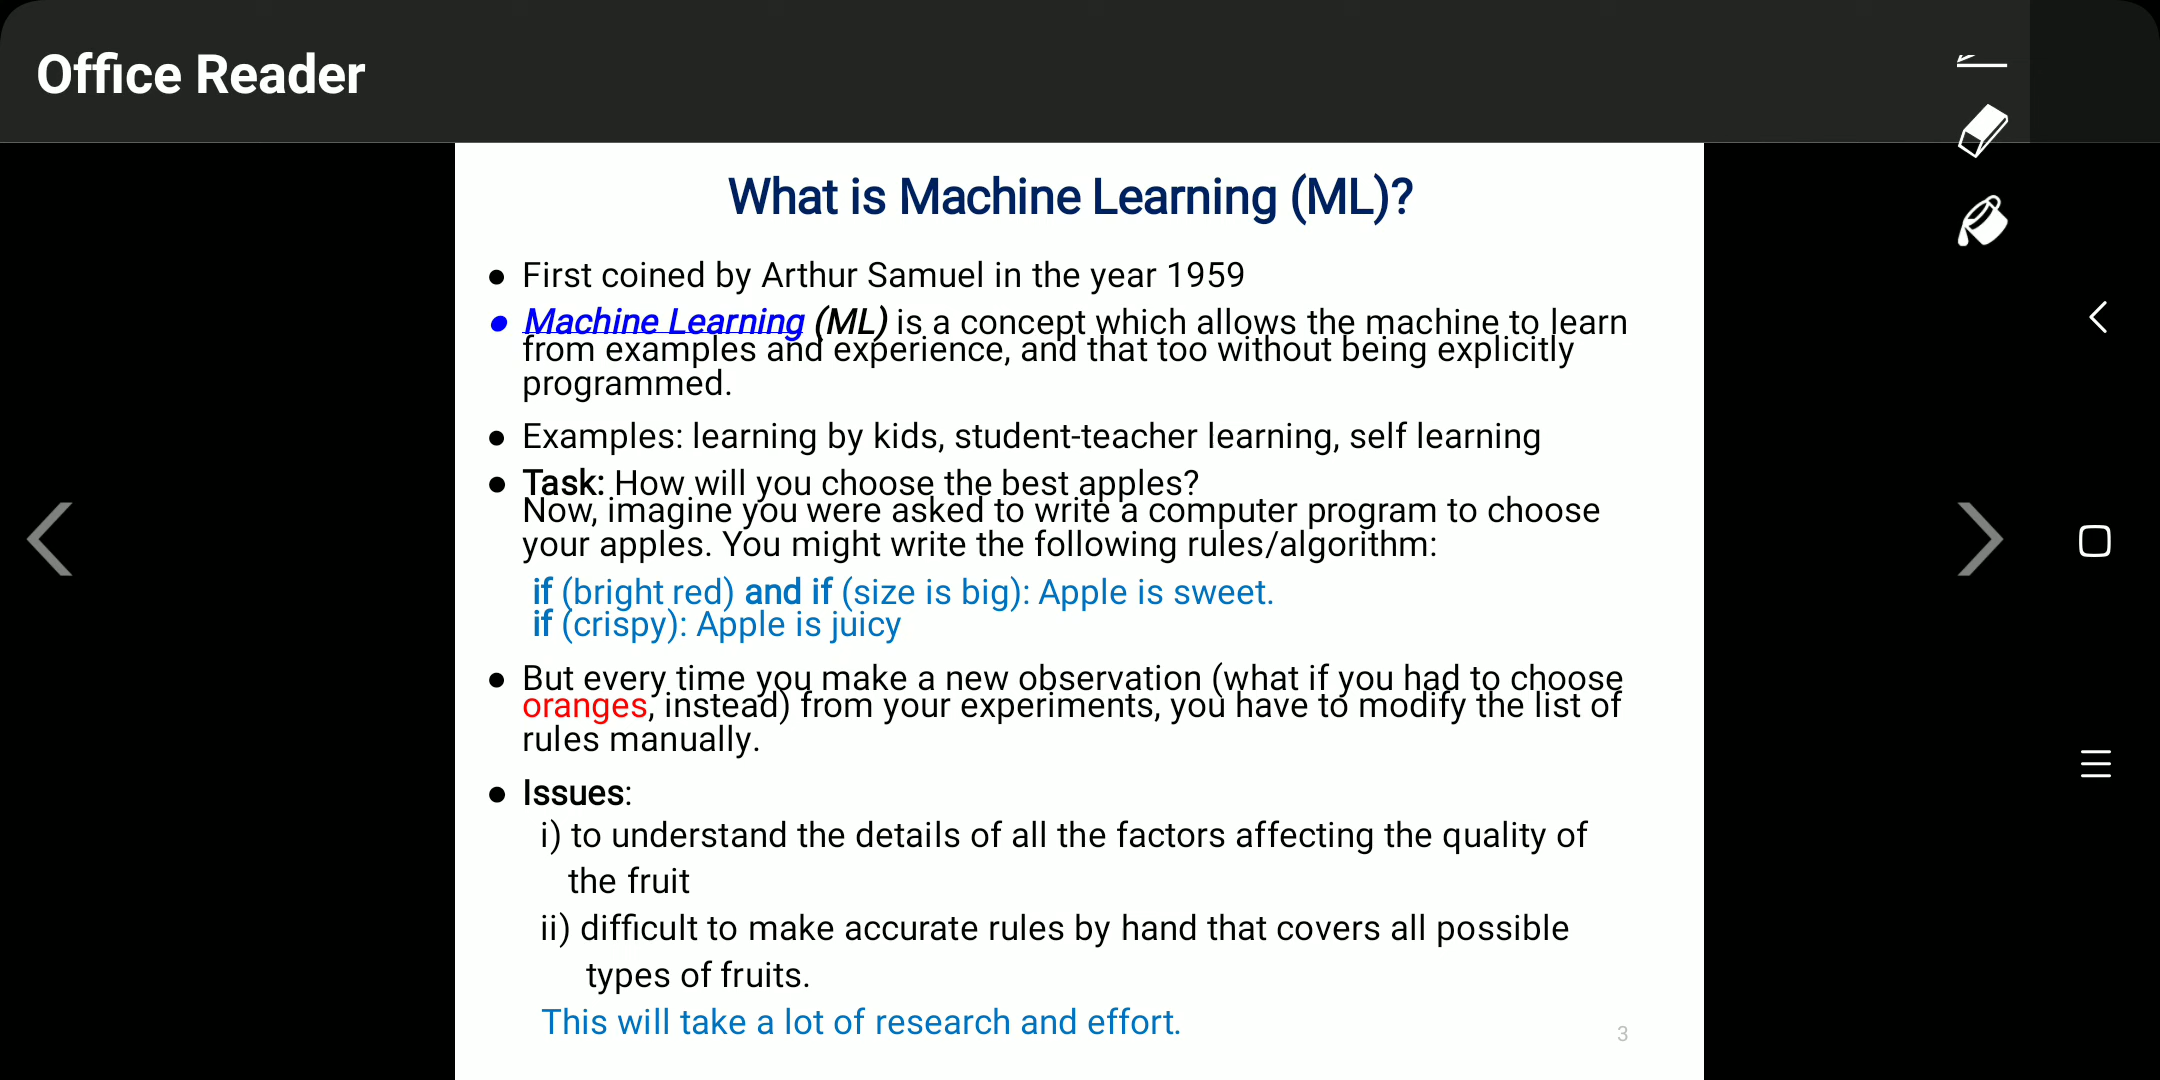 Office Reader
What is Machine Learning (ML)?
● First coined by Arthur Samuel in the year 1959
● Machine Learning (ML) is a concept which allows the machine to learn
from examples and experience, and that too without being explicitly
programmed.
● Examples: learning by kids, student-teacher learning, self learning
● Task: How will you choose the best apples?
Now, imagine you were asked to write a computer program to choose
your apples. You might write the following rules/algorithm:
if (bright red) and if (size is big): Apple is sweet.
if (crispy): Apple is juicy
● But every time you make a new observation (what if you had to choose
oranges, instead) from your experiments, you have to modify the list of
rules manually.
● Issues:
i) to understand the details of all the factors affecting the quality of
the fruit
ii) difficult to make accurate rules by hand that covers all possible
types of fruits.
This will take a lot of research and effort.
3